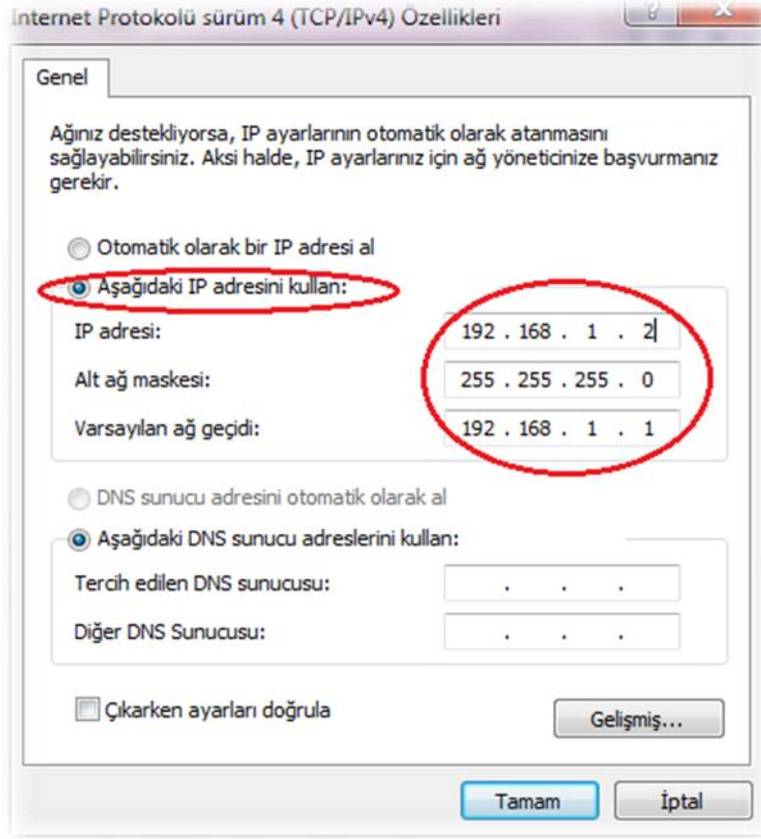 İnternet Protokolü sürüm 4 (TCP/IPv4) Özellikleri
Genel
Ağınız destekliyorsa, IP ayarlarının otomatik olarak atanmasını
sağlayabilirsiniz. Aksi halde, IP ayarlarınız için ağ yöneticinize başvurmanız
gerekir.
Otomatik olarak bir IP adresi al
Aşağıdaki IP adresini kullan:
IP adresi: 192 . 168 . 1 . 2
Alt ağ maskesi: 255 . 255 . 255 . 0
Varsayılan ağ geçidi: 192 . 168 . 1 . 1
DNS sunucu adresini otomatik olarak al
Aşağıdaki DNS sunucu adreslerini kullan:
Tercih edilen DNS sunucusu: . . .
Diğer DNS Sunucusu: . . .
Çıkarken ayarları doğrula
Gelişmiş...
Tamam İptal